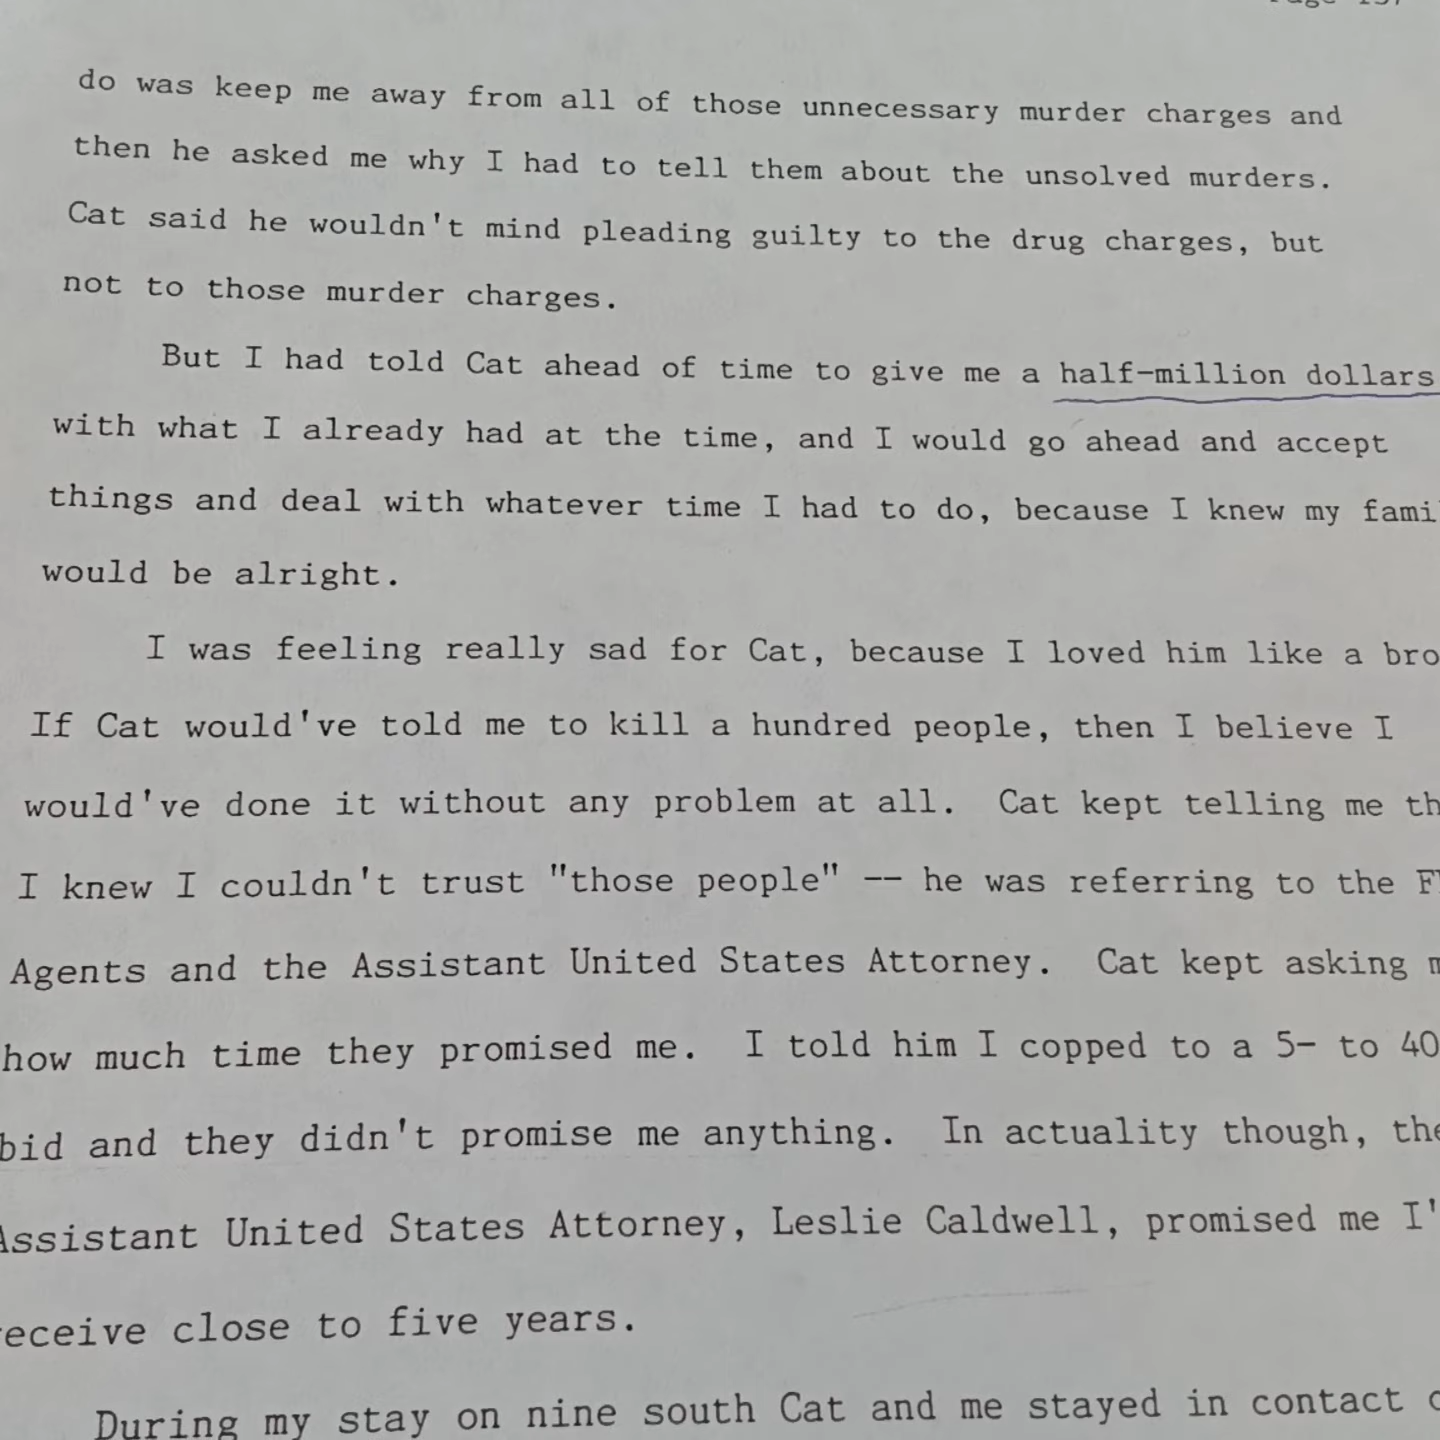 do was keep me away from all of those unnecessary murder charges and
then he asked me why I had to tell them about the unsolved murders.
Cat said he wouldn't mind pleading guilty to the drug charges, but
not to those murder charges.
But I had told Cat ahead of time to give me a half-million dollars
with what I already had at the time, and I would go ahead and accept
things and deal with whatever time I had to do, because I knew my
would be alright.
I was feeling really sad for Cat, because I loved him like a
If Cat would've told me to kill a hundred people, then I believe I
would've done it without any problem at all. Cat kept telling me
I knew I couldn't trust "those people" -- he was referring to the
Agents and the Assistant United States Attorney. Cat kept asking
how much time they promised me. I told him I copped to a 5- to 40
bid and they didn't promise me anything. In actuality though, the
Assistant United States Attorney, Leslie Caldwell, promised me
receive close to five years.
During my stay on nine south Cat and me stayed in contact